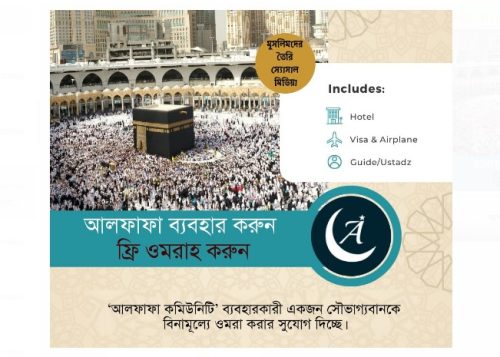 মুসলিমদের
তৈরি
স্যোসাল
মিডিয়া
Includes:
Hotel
Visa & Airplane
Guide/Ustadz
আলফাফা ব্যবহার করুন
ফ্রি ওমরাহ করুন
A
‘আলফাফা কমিউনিটি’ ব্যবহারকারী একজন সৌভাগ্যবানকে
বিনামূল্যে ওমরা করার সুযোগ দিচ্ছে।